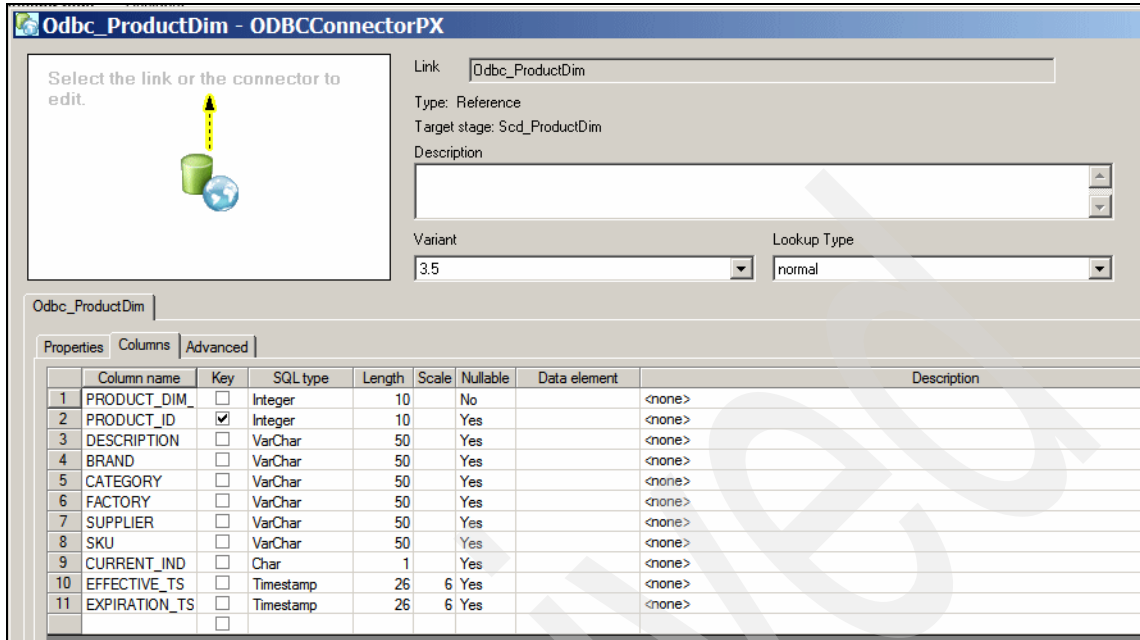 Odbc_ProductDim - ODBCConnectorPX
Select the link or the connector to
edit.
Link Odbc_ProductDim
Type: Reference
Target stage: Scd_ProductDim
Description
Variant Lookup Type
3.5 normal
Odbc_ProductDim
Properties Columns Advanced
Column name Key SQL type Length Scale Nullable Data element Description
1 PRODUCT_DIM_ Integer 10 No <none>
2 PRODUCT_ID Integer 10 Yes <none>
3 DESCRIPTION VarChar 50 Yes <none>
4 BRAND VarChar 50 Yes <none>
5 CATEGORY VarChar 50 Yes <none>
6 FACTORY VarChar 50 Yes <none>
7 SUPPLIER VarChar 50 Yes <none>
8 SKU VarChar 50 Yes <none>
9 CURRENT_IND Char 1 Yes <none>
10 EFFECTIVE_TS Timestamp 26 6 Yes <none>
11 EXPIRATION_TS Timestamp 26 6 Yes <none>